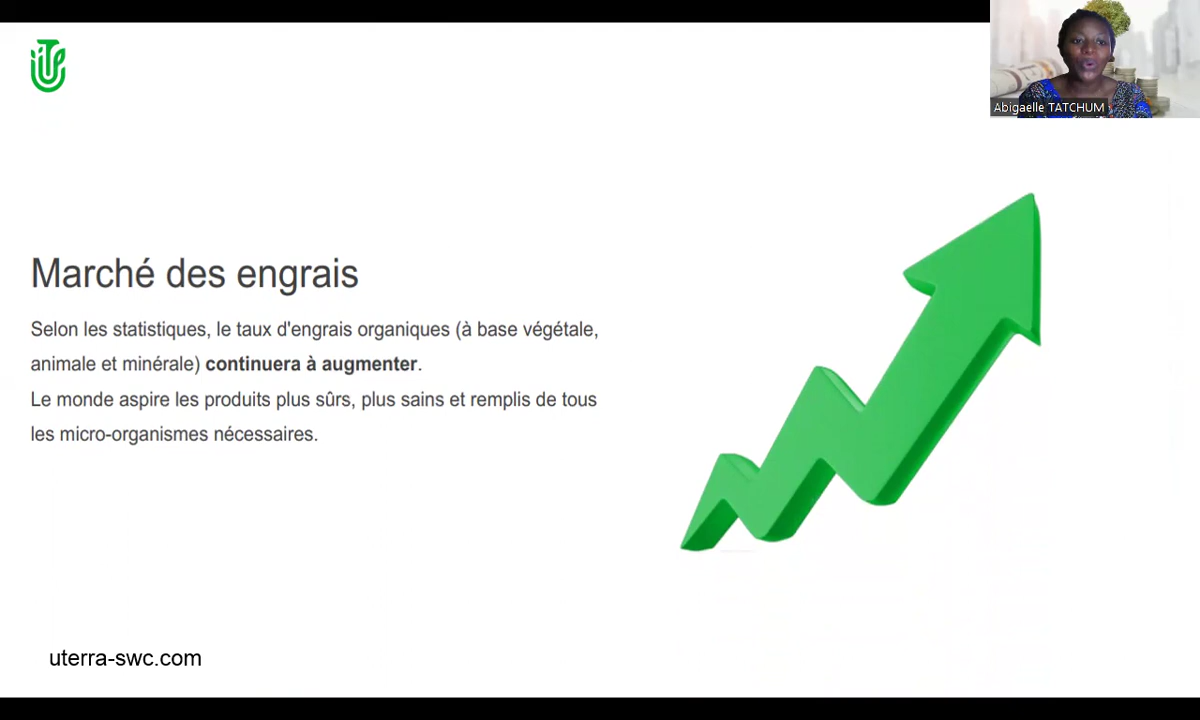 Abigaelle TATCHUM
Marché des engrais
Selon les statistiques, le taux d'engrais organiques (à base végétale,
animale et minérale) continuera à augmenter.
Le monde aspire les produits plus sûrs, plus sains et remplis de tous
les micro-organismes nécessaires.
uterra-swc.com